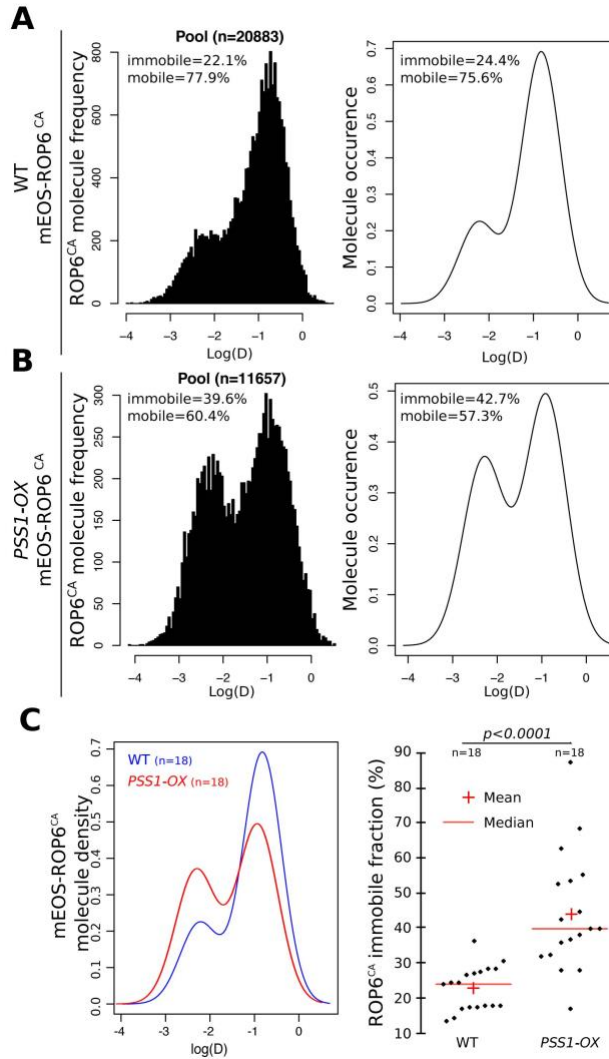 A
WT
mEOS-ROP6 CA
Pool (n=20883)
immobile=22.1%
mobile=77.9%
ROP6CA molecule frequency
800
600
400
200
0
−4 −3 −2 −1 0
Log(D)
immobile=24.4%
mobile=75.6%
Molecule occurence
0.7
0.6
0.5
0.4
0.3
0.2
0.1
0.0
−4 −3 −2 −1 0
Log(D)
B
PSS1-OX
mEOS-ROP6 CA
Pool (n=11657)
immobile=39.6%
mobile=60.4%
ROP6CA molecule frequency
300
250
200
150
100
50
0
−4 −3 −2 −1 0
Log(D)
immobile=42.7%
mobile=57.3%
Molecule occurence
0.5
0.4
0.3
0.2
0.1
0.0
−4 −3 −2 −1 0
Log(D)
C
mEOS-ROP6CA
molecule density
WT (n=18)
PSS1-OX (n=18)
0.7
0.6
0.5
0.4
0.3
0.2
0.1
0.0
-4 -3 -2 -1 0
log(D)
p<0.0001
n=18 n=18
Mean
Median
ROP6CA immobile fraction (%)
90
80
70
60
50
40
30
20
10
WT PSS1-OX